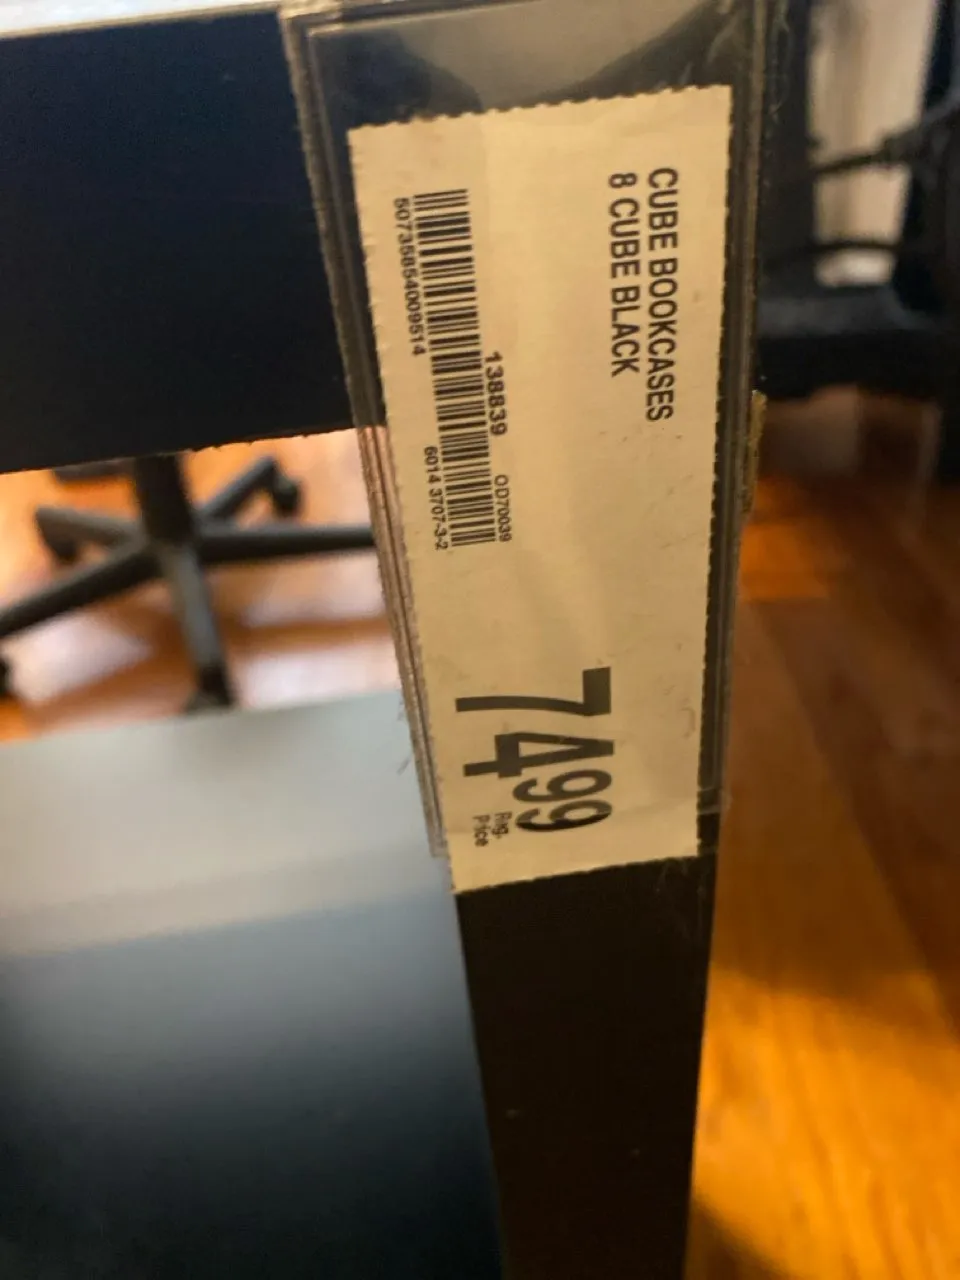 CUBE BOOKCASES
8 CUBE BLACK
138839 OD70039
50735854009514 6014 3707-3-2
7499
Reg.
Price